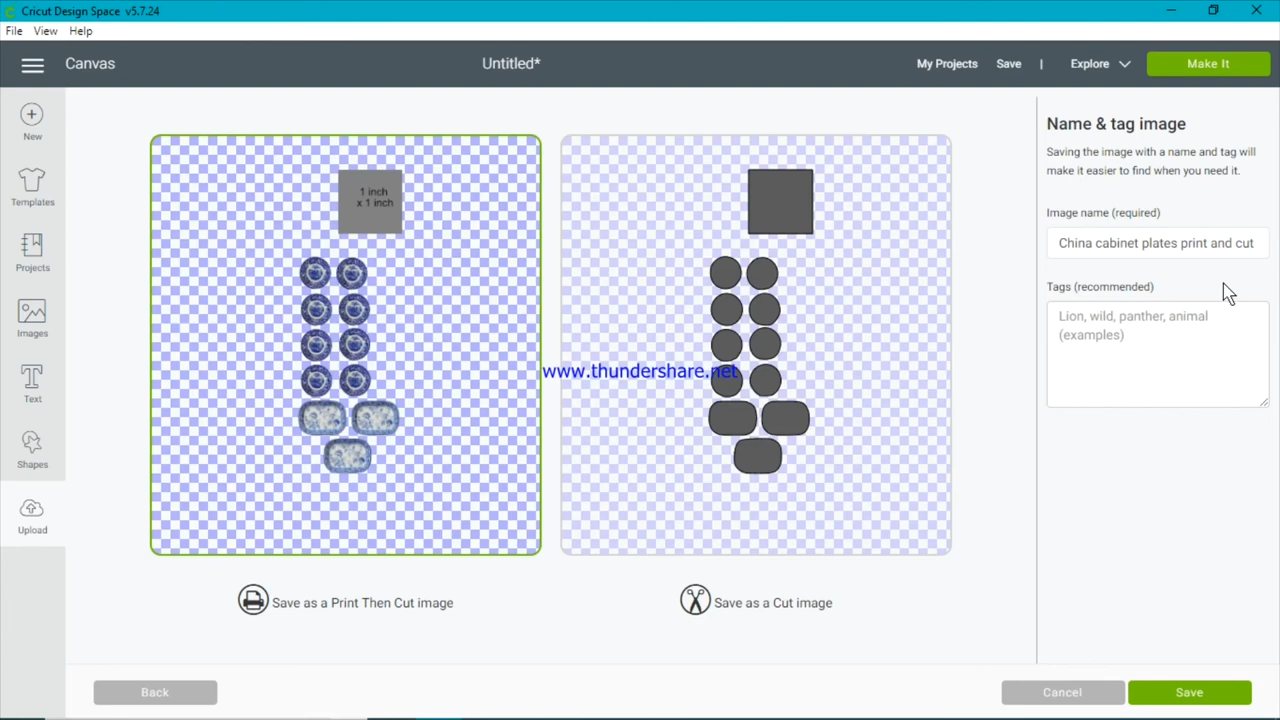 Cricut Design Space v5.7.24
File View Help
Canvas
Untitled*
My Projects Save | Explore
Make It
New
Templates
Projects
Images
Text
Shapes
Upload
1 inch
x 1 inch
www.thundershare.net
Save as a Print Then Cut image
Save as a Cut image
Name & tag image
Saving the image with a name and tag will
make it easier to find when you need it.
Image name (required)
China cabinet plates print and cut
Tags (recommended)
Lion, wild, panther, animal
(examples)
Back
Cancel
Save